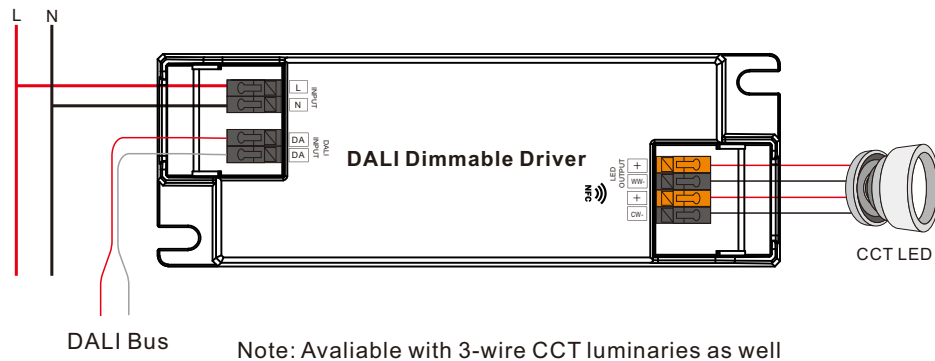 L N
L
N
INPUT
DA
DA
DALI
INPUT
DALI Dimmable Driver
NFC
LED
OUTPUT
+
WW-
+
CW-
CCT LED
DALI Bus
Note: Avaliable with 3-wire CCT luminaries as well